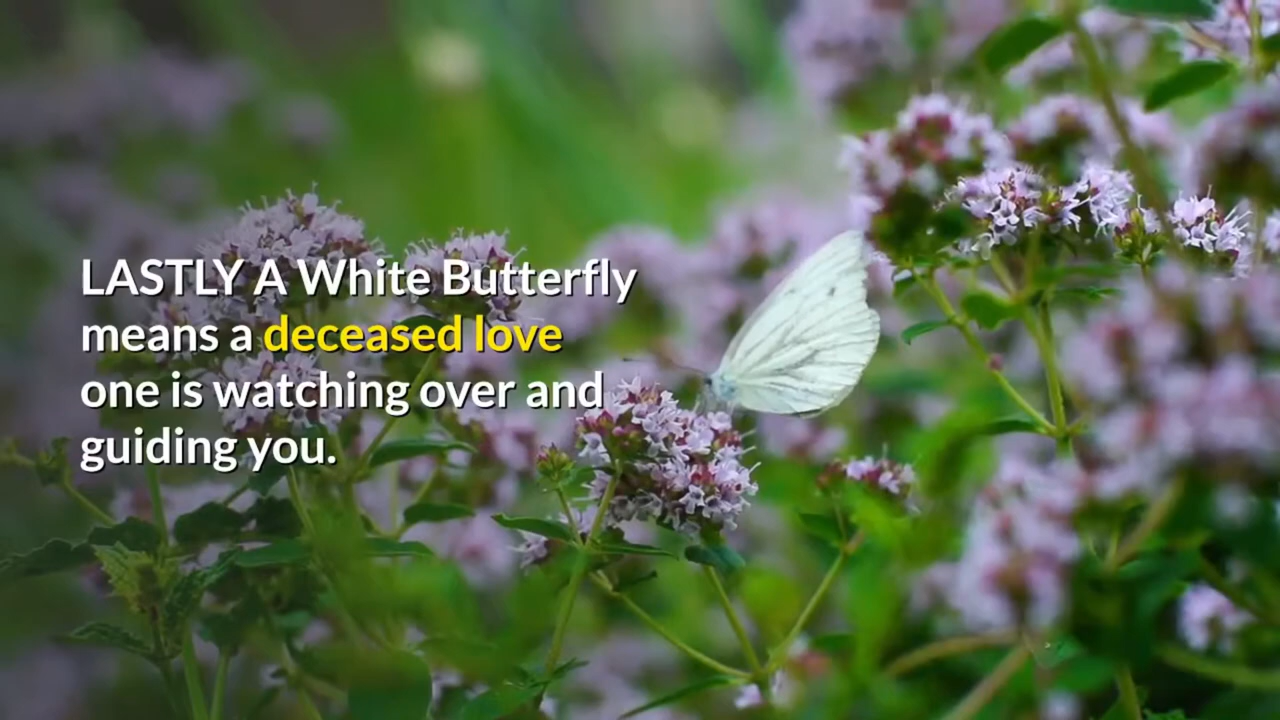 LASTLY A White Butterfly
means a deceased love
one is watching over and
guiding you.